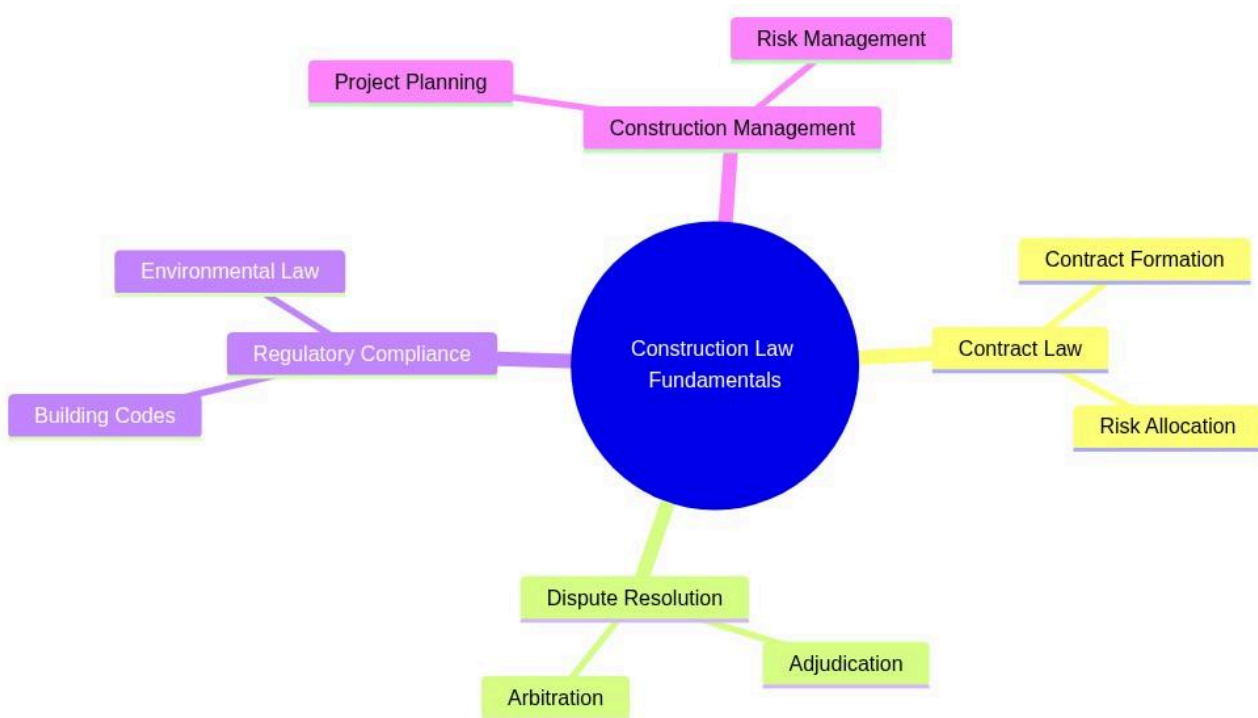 Risk Management
Project Planning
Construction Management
Environmental Law
Regulatory Compliance
Building Codes
Construction Law
Fundamentals
Contract Formation
Contract Law
Risk Allocation
Dispute Resolution
Adjudication
Arbitration